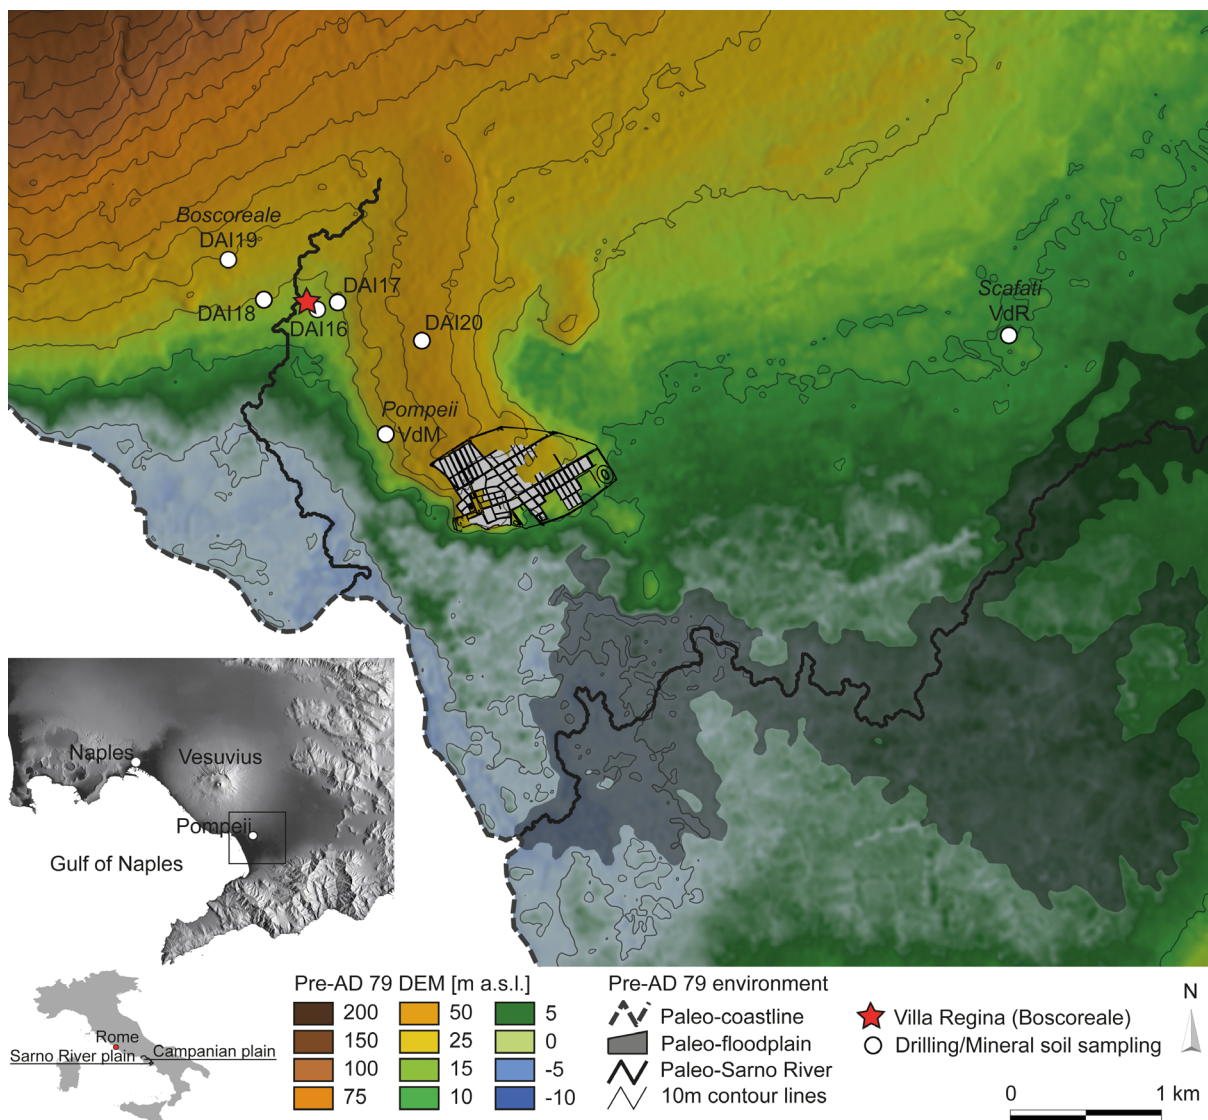 Boscoreale
DAI19
DAI18
DAI17
DAI16
DAI20
Pompeii
VdM
Scafati
VdR
Naples
Vesuvius
Pompeii
Gulf of Naples
Rome
Sarno River plain
Campanian plain
Pre-AD 79 DEM [m a.s.l.]
200
150
100
75
50
25
15
10
5
0
-5
-10
Pre-AD 79 environment
Paleo-coastline
Paleo-floodplain
Paleo-Sarno River
10m contour lines
Villa Regina (Boscoreale)
Drilling/Mineral soil sampling
N
0 1 km